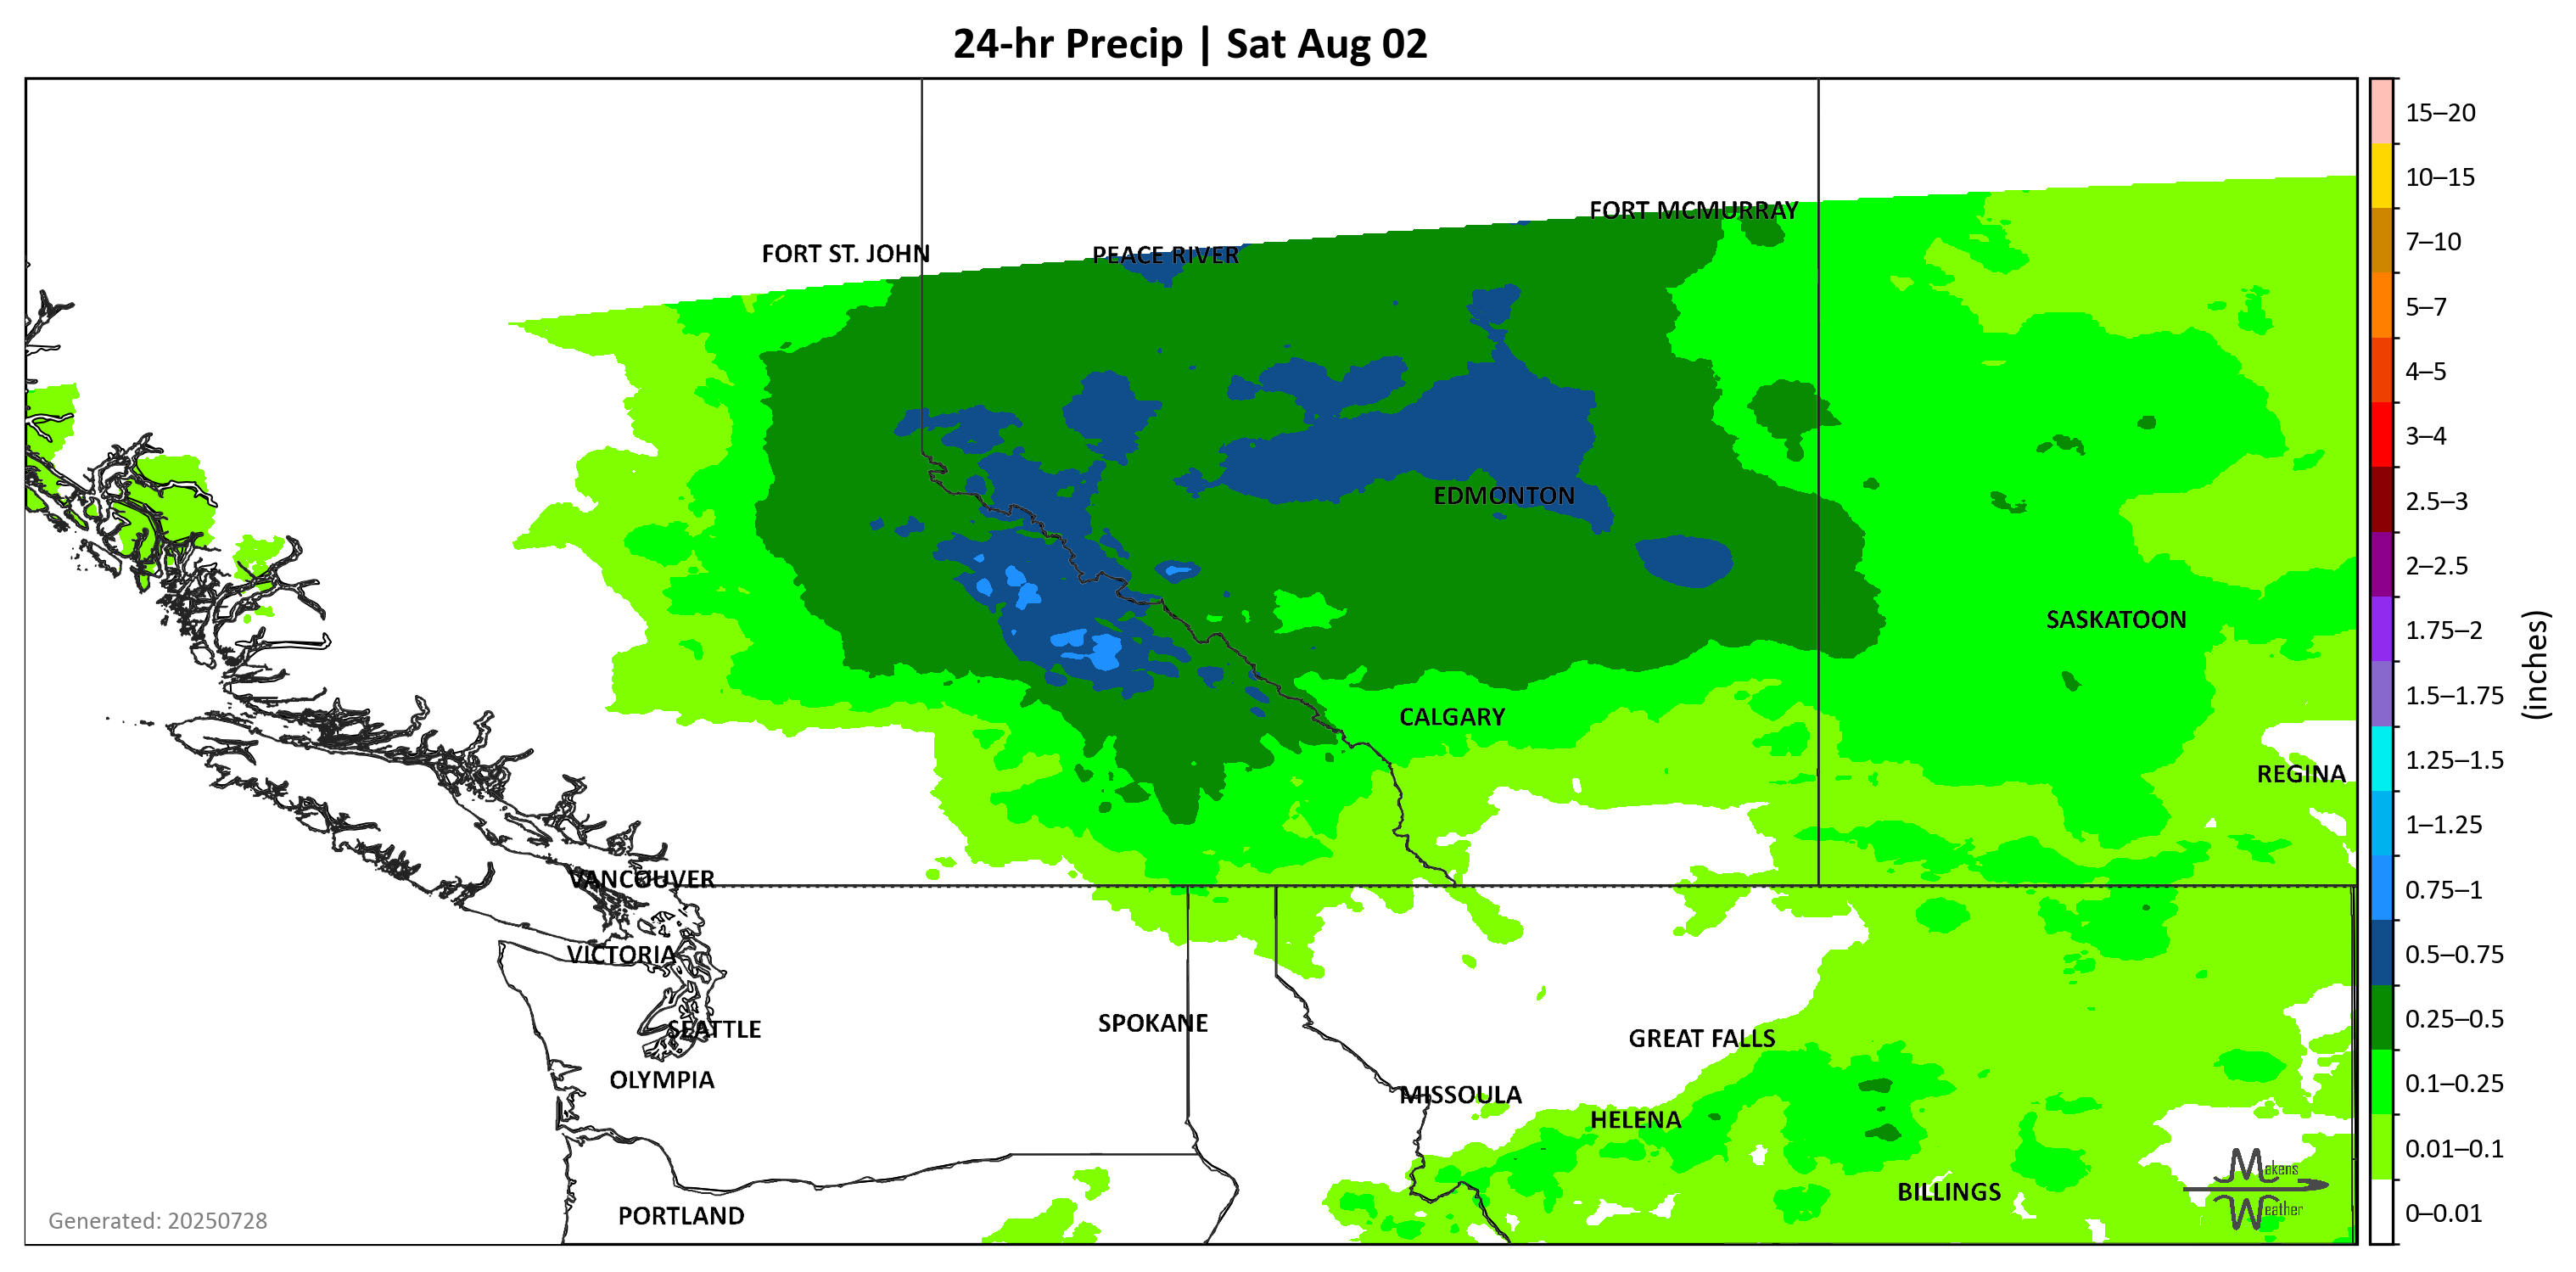 24-hr Precip | Sat Aug 02
FORT MCMURRAY
FORT ST. JOHN
PEACE RIVER
EDMONTON
SASKATOON
CALGARY
REGINA
VANCOUVER
VICTORIA
SPOKANE
SEATTLE
GREAT FALLS
OLYMPIA
MISSOULA
HELENA
BILLINGS
PORTLAND
Makens
Weather
Generated: 20250728
15–20
10–15
7–10
5–7
4–5
3–4
2.5–3
2–2.5
1.75–2
1.5–1.75
1.25–1.5
1–1.25
0.75–1
0.5–0.75
0.25–0.5
0.1–0.25
0.01–0.1
0–0.01
(inches)